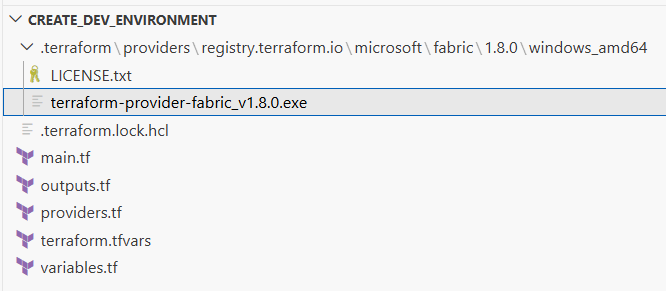 CREATE_DEV_ENVIRONMENT
.terraform\providers\registry.terraform.io\microsoft\fabric\1.8.0\windows_amd64
LICENSE.txt
terraform-provider-fabric_v1.8.0.exe
.terraform.lock.hcl
main.tf
outputs.tf
providers.tf
terraform.tfvars
variables.tf